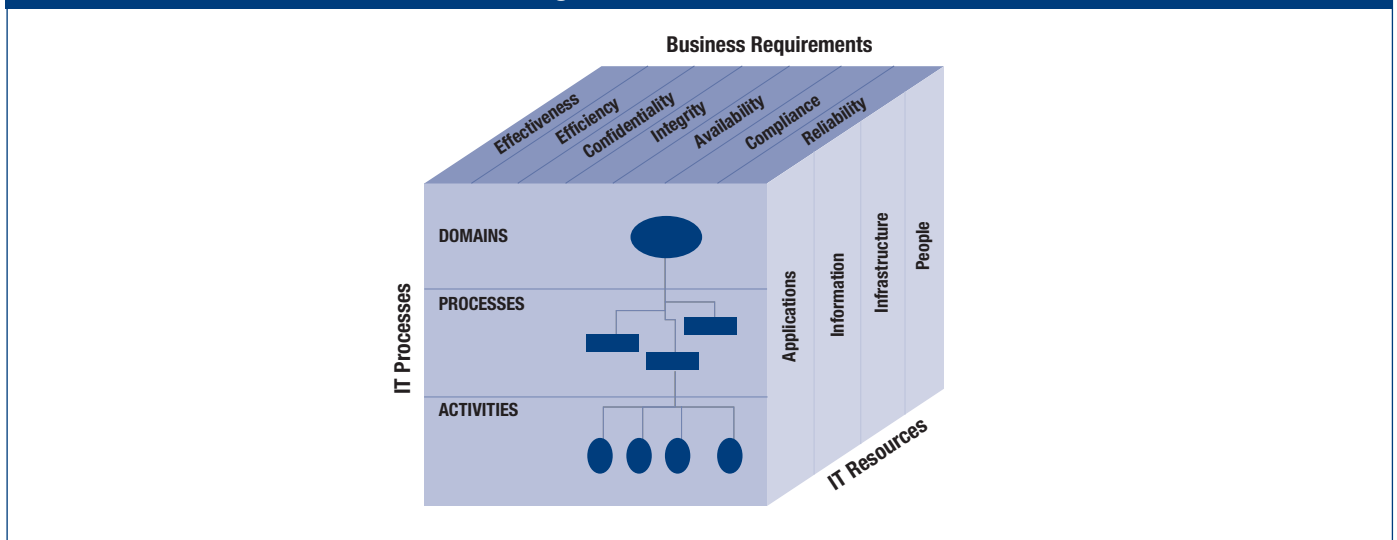 Business Requirements
Effectiveness
Efficiency
Confidentiality
Integrity
Availability
Compliance
Reliability
IT Processes
DOMAINS
PROCESSES
ACTIVITIES
Applications
Information
Infrastructure
People
IT Resources